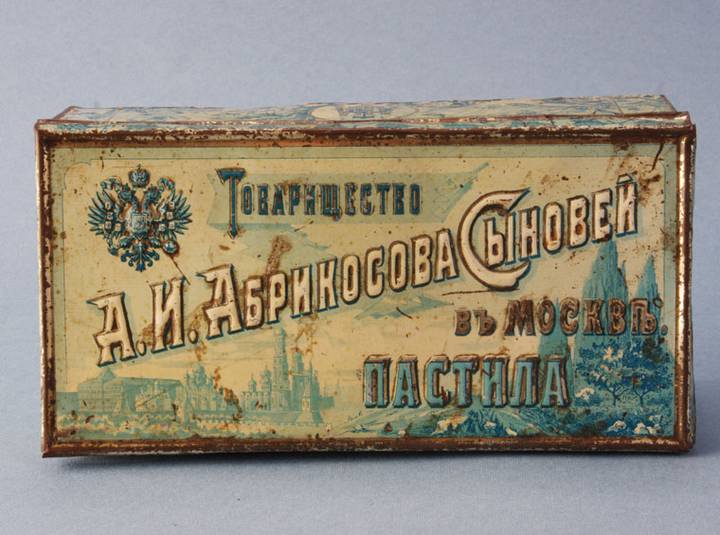 Товарищество
А. И. Абрикосова Сыновей
въ Москвѣ.
ПАСТИЛА